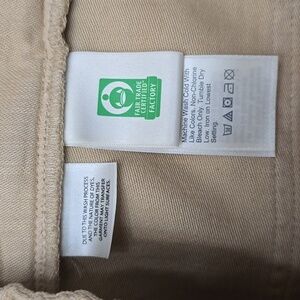 FAIR TRADE
CERTIFIED
FACTORY
Machine Wash Cold With
Like Colors. Non-Chlorine
Bleach Only. Tumble Dry
Low. Iron on Lowest
Setting.
DUE TO THIS WASH PROCESS
AND THE NATURE OF DYES,
THE COLOR FROM THIS
GARMENT MAY TRANSFER
ONTO LIGHT SURFACES.